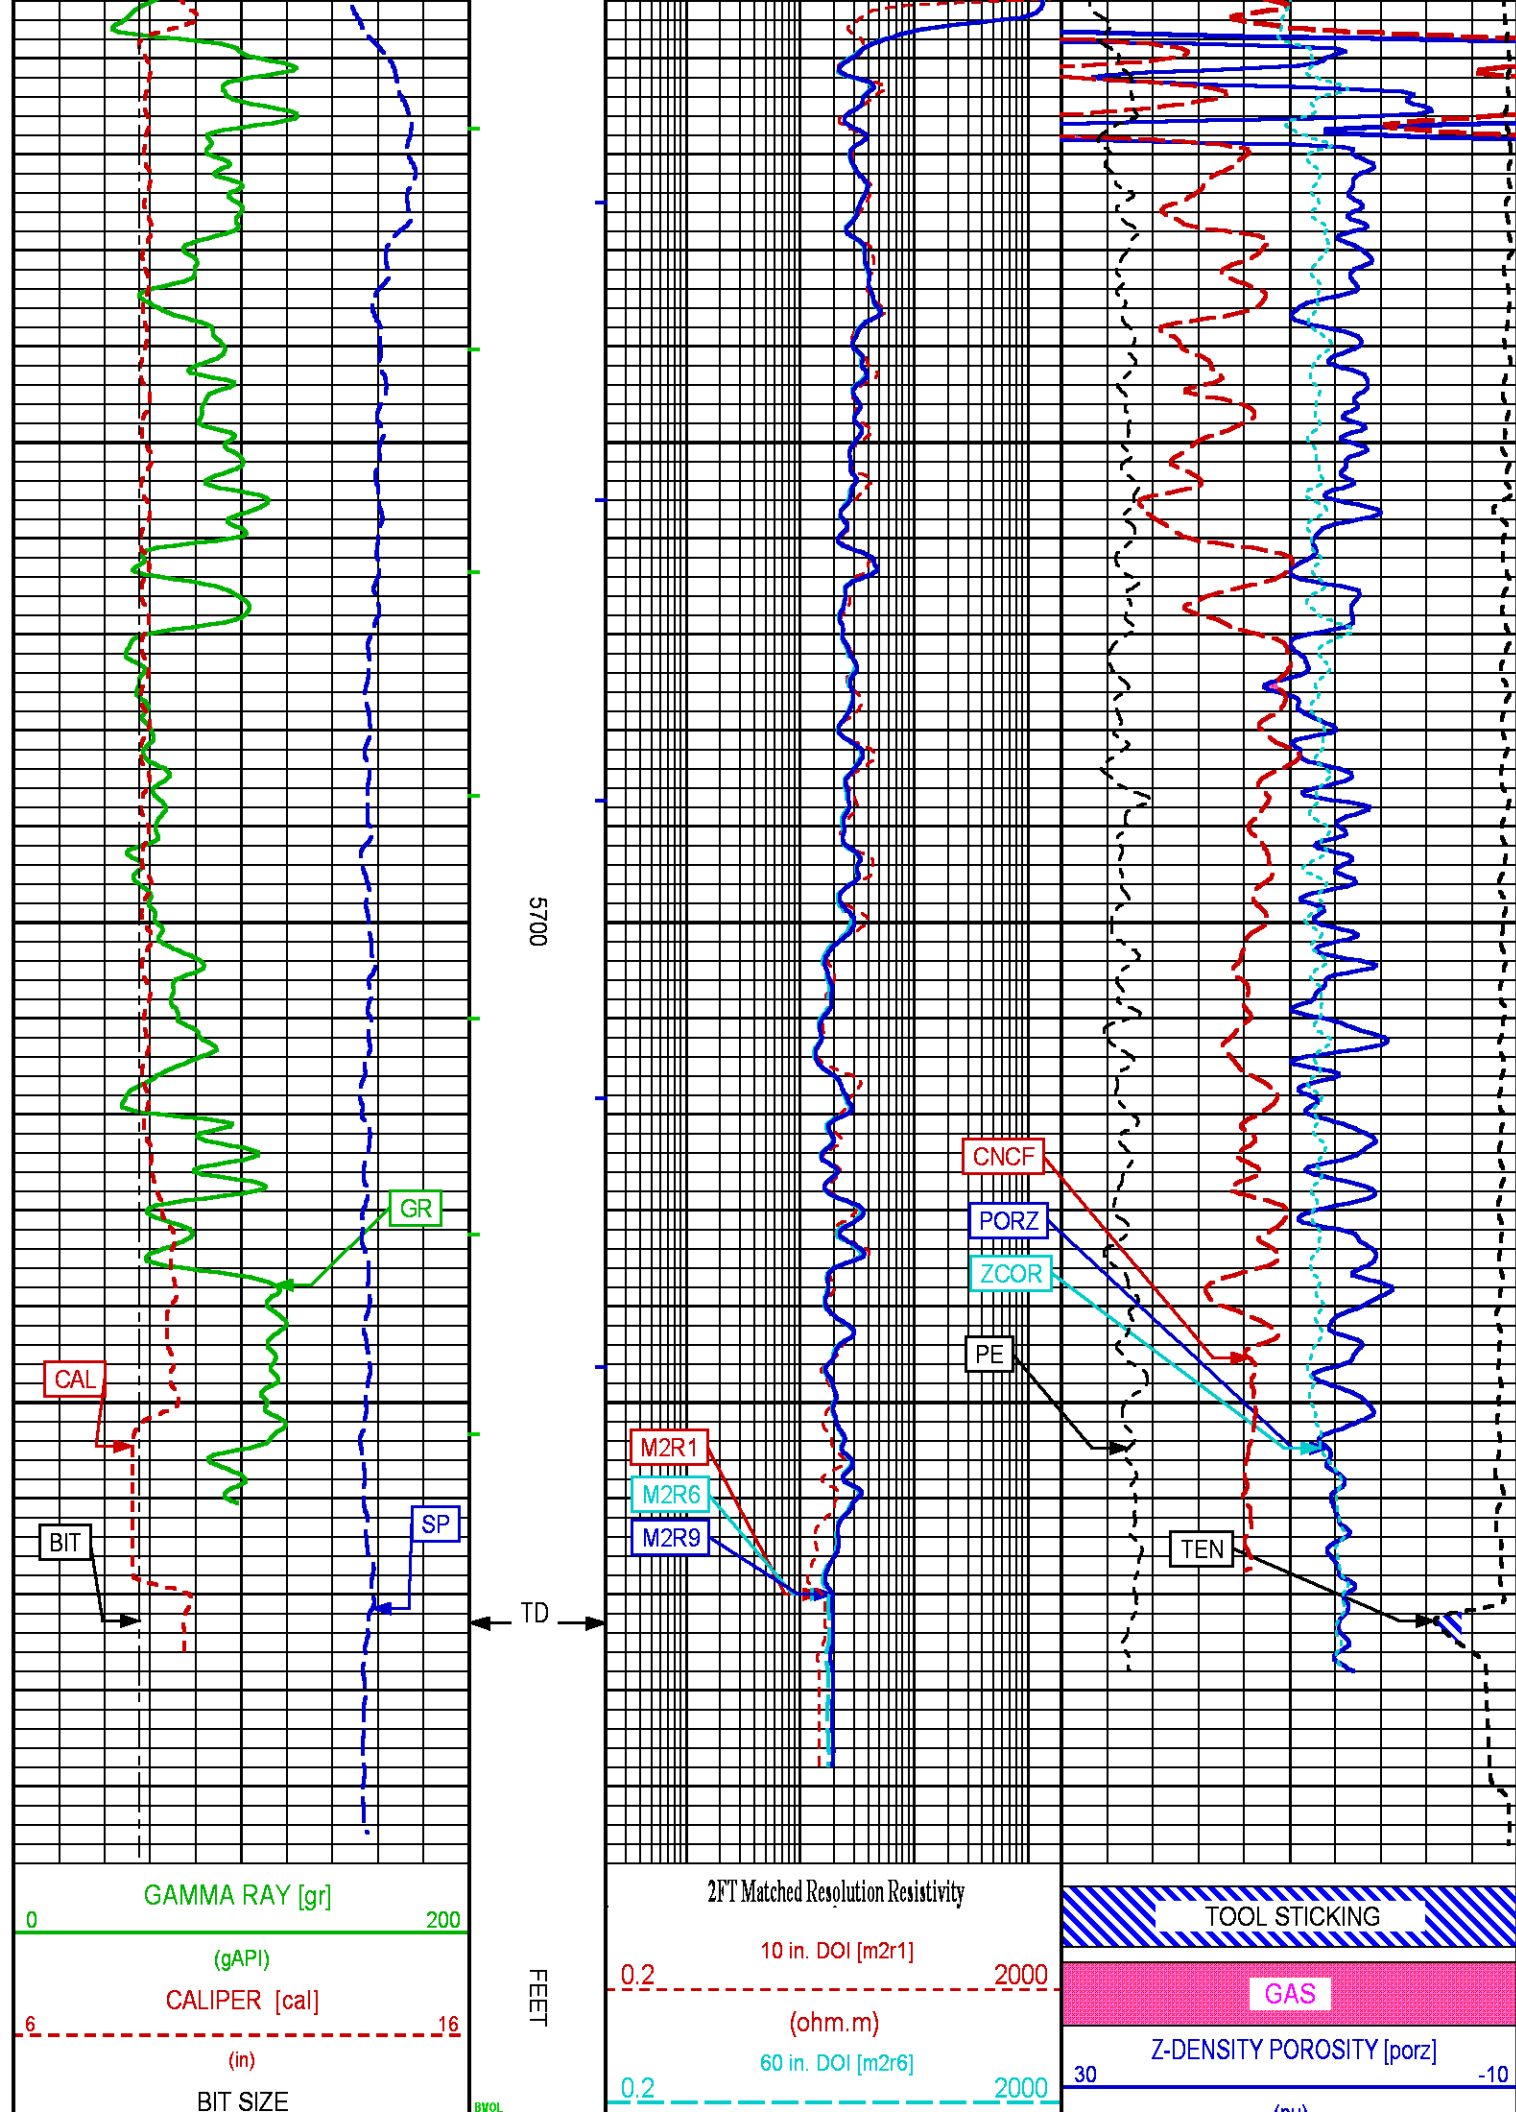 5700
CNCF
GR
PORZ
ZCOR
PE
CAL
M2R1
M2R6
M2R9
SP
BIT
TEN
TD
GAMMA RAY [gr]
0 200
(gAPI)
CALIPER [cal]
6 16
(in)
BIT SIZE
FEET
BVOL
2FT Matched Resolution Resistivity
10 in. DOI [m2r1]
0.2 2000
(ohm.m)
60 in. DOI [m2r6]
0.2 2000
TOOL STICKING
GAS
Z-DENSITY POROSITY [porz]
30 -10
(pu)